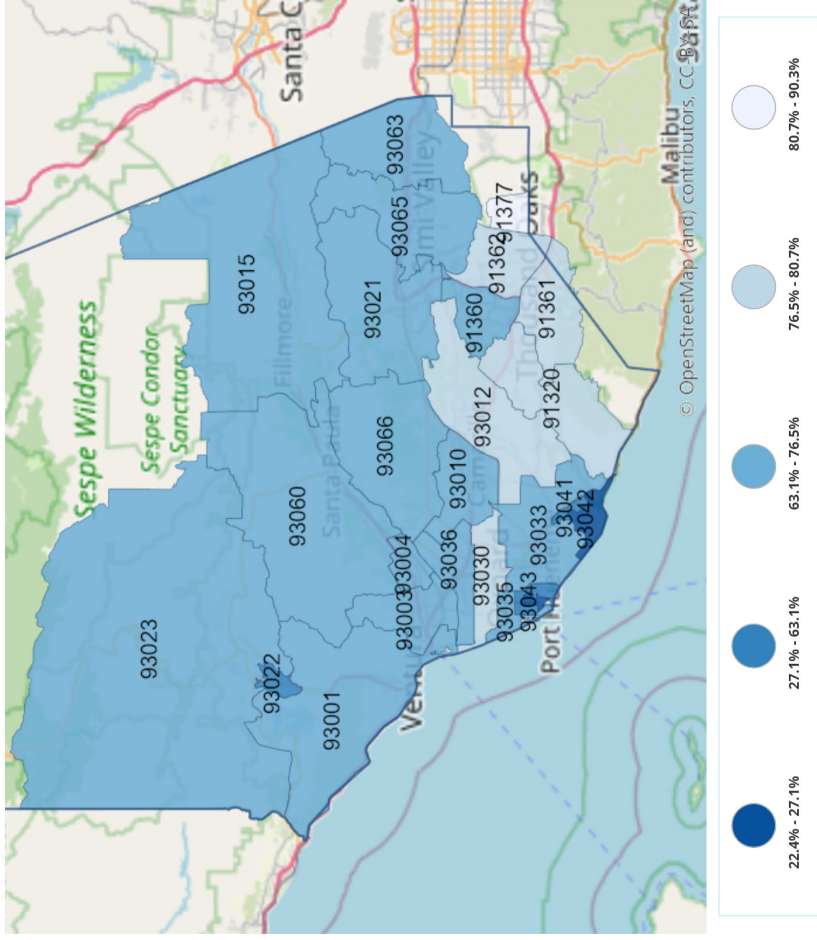 Santa C
Sespe Wilderness
Sespe Condor
Sanctuary
93015
93063
93065
Simi Valley
93021
Fillmore
93023
93060
Santa Paula
93066
93022
93001
93003
93004
93036
93010
93012
91360
91362
91377
Oaks
91361
Thousand
91320
93030
93033
93035
93041
93042
93043
Ven
Port
Malibu
© OpenStreetMap (and) contributors, CC-BY-SA
22.4% - 27.1%
27.1% - 63.1%
63.1% - 76.5%
76.5% - 80.7%
80.7% - 90.3%